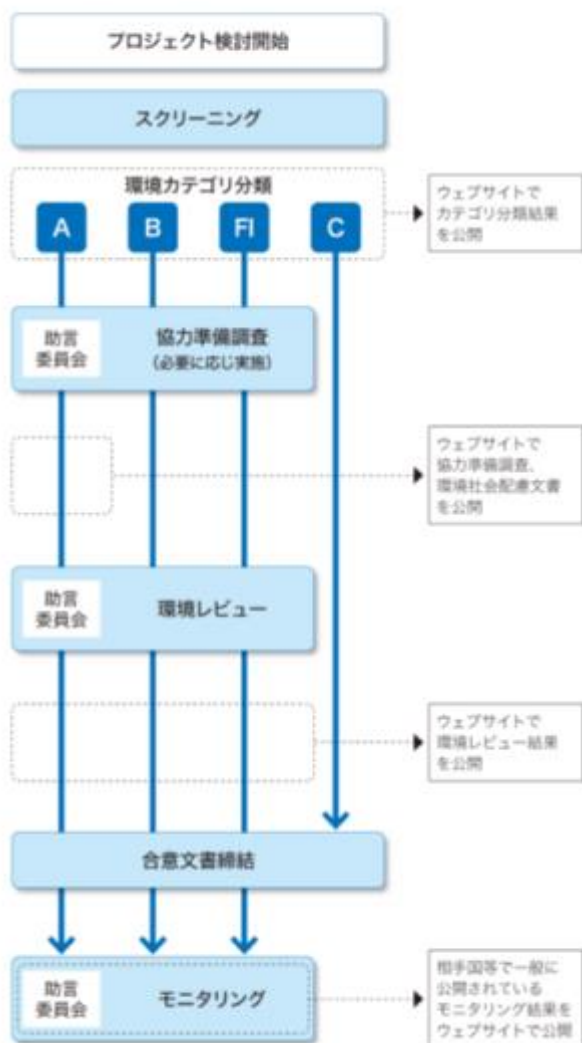 プロジェクト検討開始
スクリーニング
環境カテゴリ分類
A
B
FI
C
ウェブサイトで
カテゴリ分類結果
を公開
助言
委員会
協力準備調査
(必要に応じ実施)
ウェブサイトで
協力準備調査、
環境社会配慮文書
を公開
助言
委員会
環境レビュー
ウェブサイトで
環境レビュー結果
を公開
合意文書締結
助言
委員会
モニタリング
相手国等で一般に
公開されている
モニタリング結果を
ウェブサイトで公開